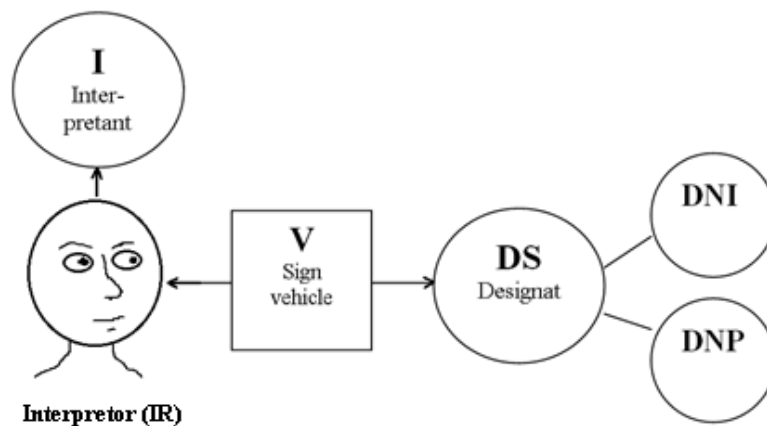 I
Inter-
pretant
V
Sign
vehicle
DS
Designat
DNI
DNP
Interpretor (IR)